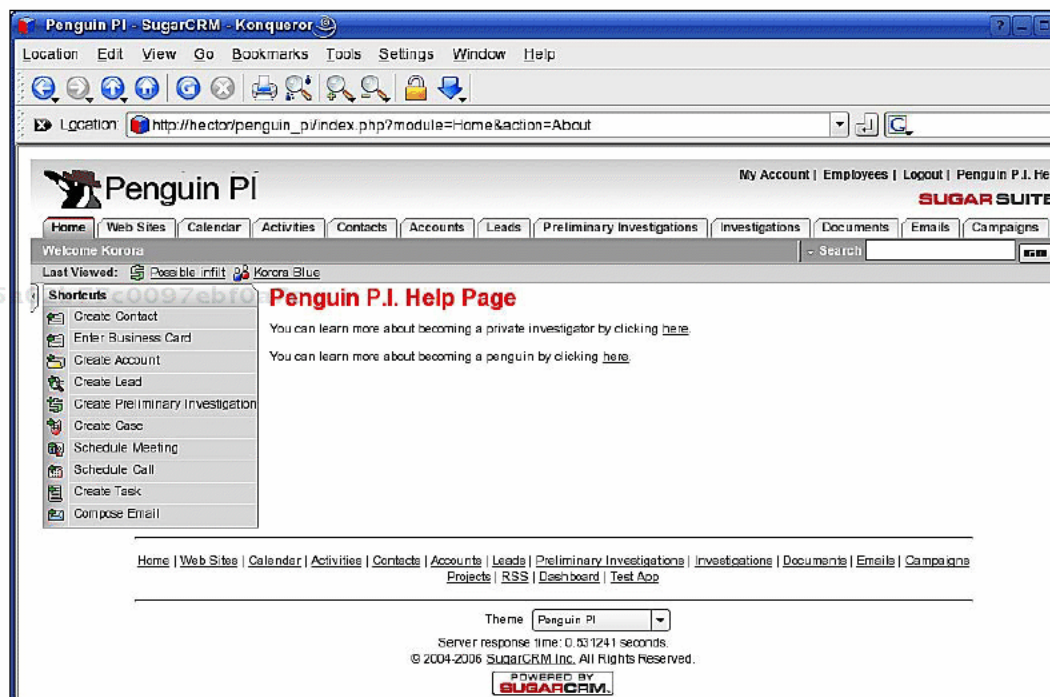 Penguin PI - SugarCRM - Konqueror
Location Edit View Go Bookmarks Tools Settings Window Help
Location: http://hector/penguin_pi/index.php?module=Home&action=About
Penguin PI
My Account | Employees | Logout | Penguin P.I. He
SUGAR SUITE
Home Web Sites Calendar Activities Contacts Accounts Leads Preliminary Investigations Investigations Documents Emails Campaigns
Welcome Korora
Search
Last Viewed: Possible infilt Korora Blue
Shortcuts
Create Contact
Enter Business Card
Create Account
Create Lead
Create Preliminary Investigation
Create Case
Schedule Meeting
Schedule Call
Create Task
Compose Email
Penguin P.I. Help Page
You can learn more about becoming a private investigator by clicking here.
You can learn more about becoming a penguin by clicking here.
Home | Web Sites | Calendar | Activities | Contacts | Accounts | Leads | Preliminary Investigations | Investigations | Documents | Emails | Campaigns
Projects | RSS | Dashboard | Test App
Theme Penguin PI
Server response time: 0.531241 seconds.
© 2004-2006 SugarCRM Inc. All Rights Reserved.
POWERED BY
SUGARCRM.